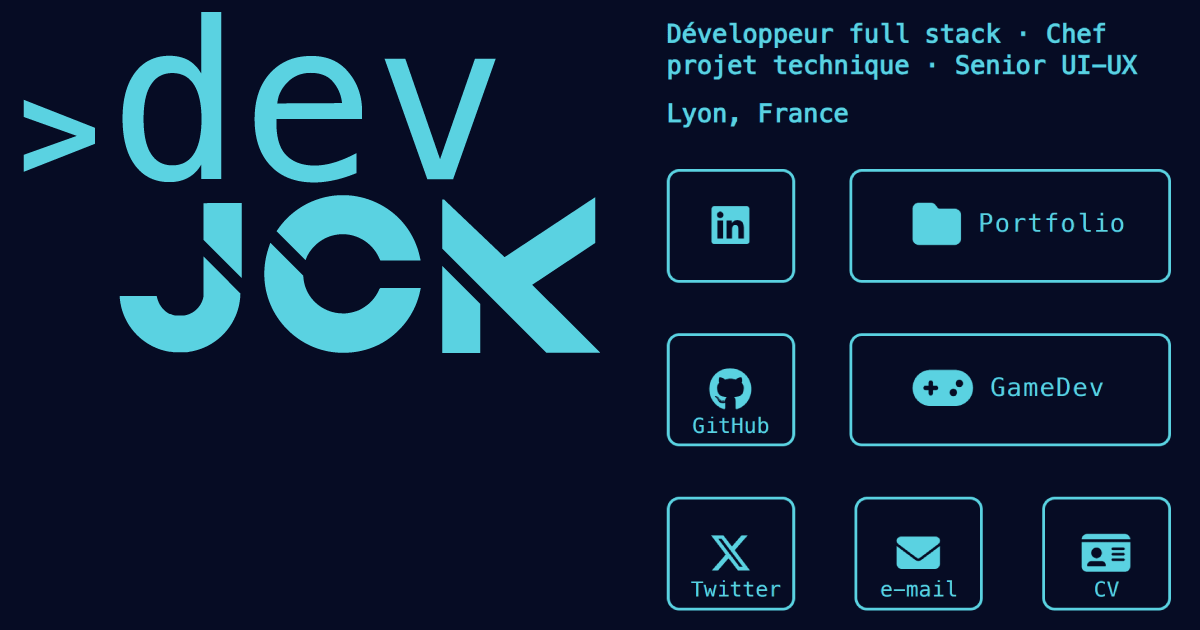 >dev
JCK
Développeur full stack · Chef
projet technique · Senior UI-UX
Lyon, France
in
Portfolio
GitHub
GameDev
X
Twitter
e-mail
CV